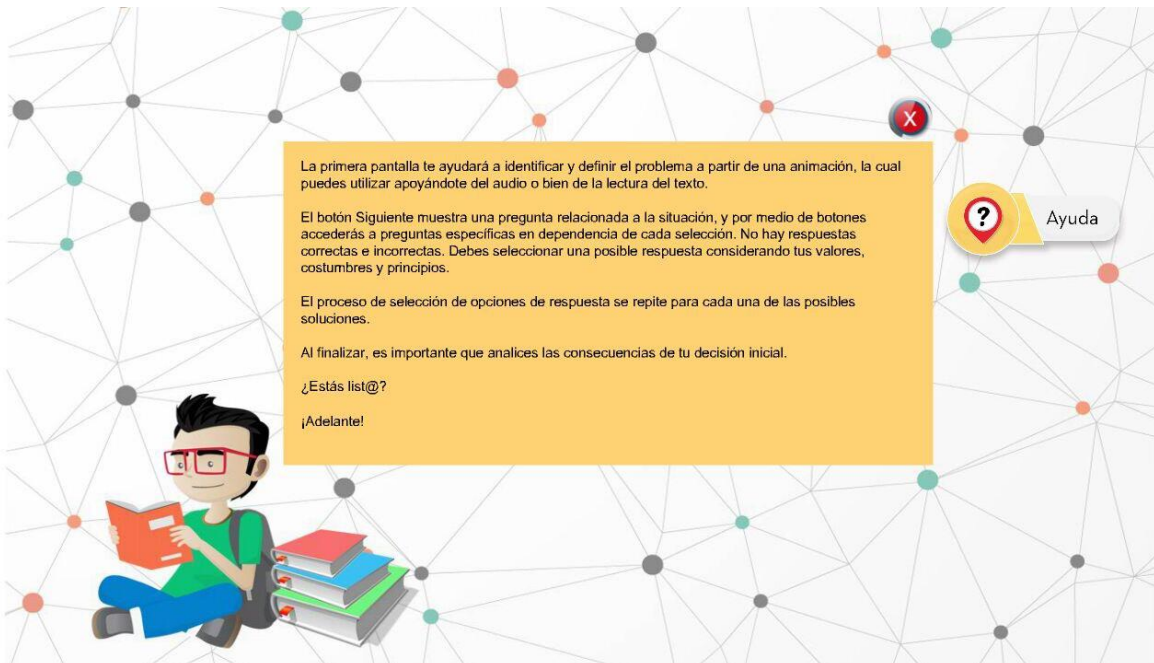 X
La primera pantalla te ayudará a identificar y definir el problema a partir de una animación, la cual
puedes utilizar apoyándote del audio o bien de la lectura del texto.
El botón Siguiente muestra una pregunta relacionada a la situación, y por medio de botones
accederás a preguntas específicas en dependencia de cada selección. No hay respuestas
correctas e incorrectas. Debes seleccionar una posible respuesta considerando tus valores,
costumbres y principios.
El proceso de selección de opciones de respuesta se repite para cada una de las posibles
soluciones.
Al finalizar, es importante que analices las consecuencias de tu decisión inicial.
¿Estás list@?
¡Adelante!
? Ayuda